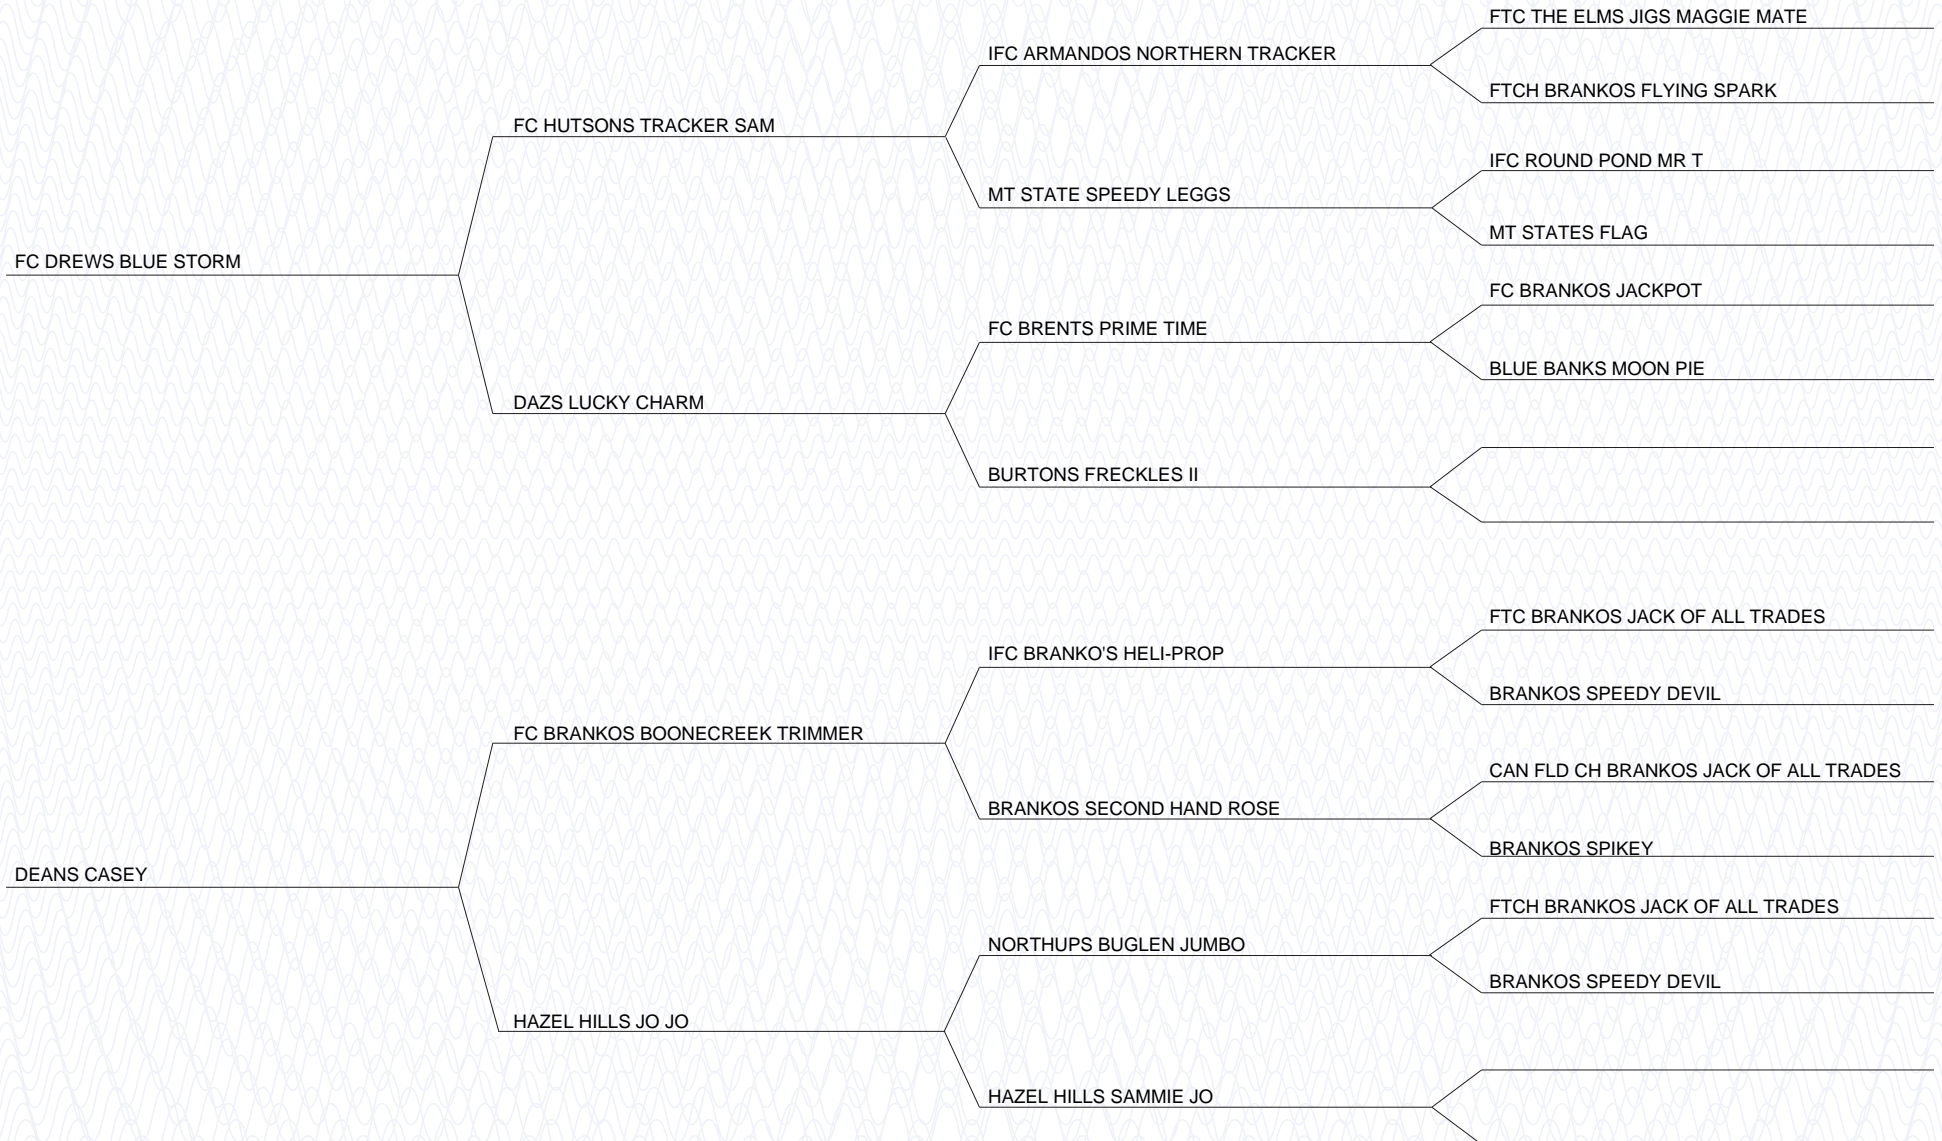 FTC THE ELMS JIGS MAGGIE MATE
IFC ARMANDOS NORTHERN TRACKER
FTCH BRANKOS FLYING SPARK
FC HUTSONS TRACKER SAM
IFC ROUND POND MR T
MT STATE SPEEDY LEGGS
MT STATES FLAG
FC DREWS BLUE STORM
FC BRANKOS JACKPOT
FC BRENTS PRIME TIME
BLUE BANKS MOON PIE
DAZS LUCKY CHARM
BURTONS FRECKLES II
FTC BRANKOS JACK OF ALL TRADES
IFC BRANKO'S HELI-PROP
BRANKOS SPEEDY DEVIL
FC BRANKOS BOONECREEK TRIMMER
CAN FLD CH BRANKOS JACK OF ALL TRADES
BRANKOS SECOND HAND ROSE
BRANKOS SPIKEY
DEANS CASEY
FTCH BRANKOS JACK OF ALL TRADES
NORTHUPS BUGLEN JUMBO
BRANKOS SPEEDY DEVIL
HAZEL HILLS JO JO
HAZEL HILLS SAMMIE JO